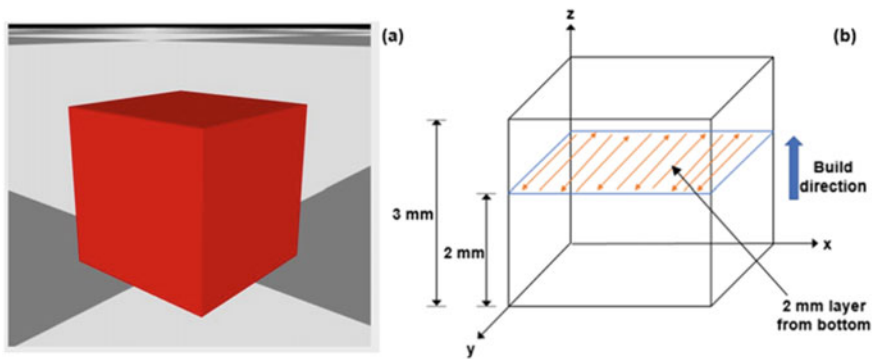 (a)
z
(b)
3 mm
2 mm
Build
direction
x
2 mm layer
from bottom
y